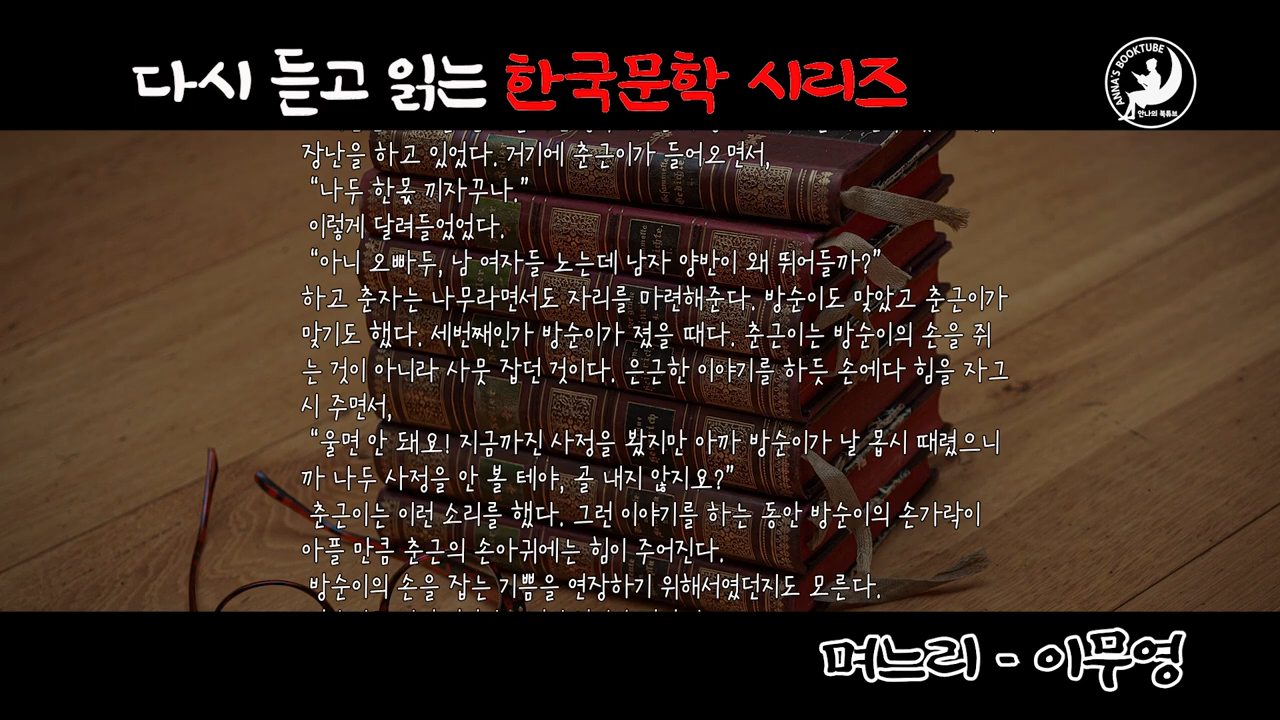 다시 듣고 읽는 한국문학 시리즈
ANNA'S BOOKTUBE
안나의 북튜브
장난을 하고 있었다. 거기에 춘근이가 들어오면서,
“나두 한몫 끼자꾸나.”
이렇게 달려들었었다.
“아니 오빠두, 남 여자들 노는데 남자 양반이 왜 뛰어들까?”
하고 춘자는 나무라면서도 자리를 마련해준다. 방순이도 맞았고 춘근이가
맞기도 했다. 세번째인가 방순이가 졌을 때다. 춘근이는 방순이의 손을 쥐
는 것이 아니라 사뭇 잡던 것이다. 은근한 이야기를 하듯 손에다 힘을 자그
시 주면서,
“울면 안 돼요! 지금까진 사정을 봤지만 아까 방순이가 날 몹시 때렸으니
까 나두 사정을 안 볼 테야, 골 내지 않지요?”
춘근이는 이런 소리를 했다. 그런 이야기를 하는 동안 방순이의 손가락이
아플 만큼 춘근의 손아귀에는 힘이 주어진다.
방순이의 손을 잡는 기쁨을 연장하기 위해서였던지도 모른다.
며느리 - 이무영